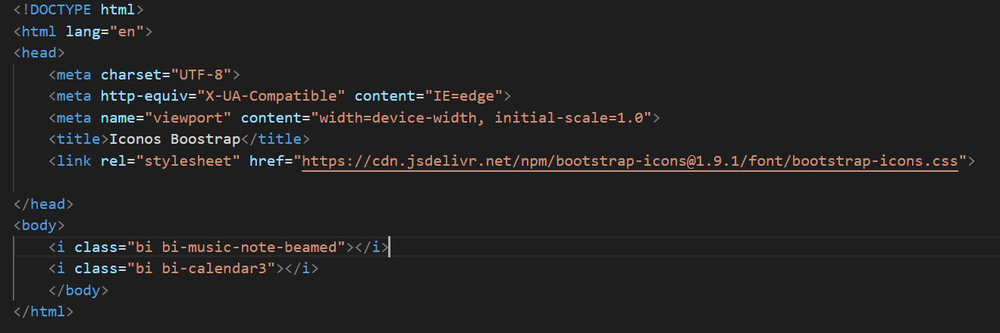 <!DOCTYPE html>
<html lang="en">
<head>
    <meta charset="UTF-8">
    <meta http-equiv="X-UA-Compatible" content="IE=edge">
    <meta name="viewport" content="width=device-width, initial-scale=1.0">
    <title>Iconos Boostrap</title>
    <link rel="stylesheet" href="https://cdn.jsdelivr.net/npm/bootstrap-icons@1.9.1/font/bootstrap-icons.css">

</head>
<body>
    <i class="bi bi-music-note-beamed"></i>
    <i class="bi bi-calendar3"></i>
    </body>
</html>